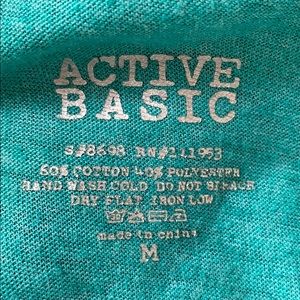 ACTIVE
BASIC
S#8698 RN#141953
60% COTTON 40% POLYESTER
HAND WASH COLD DO NOT BLEACH
DRY FLAT IRON LOW
made in china
M